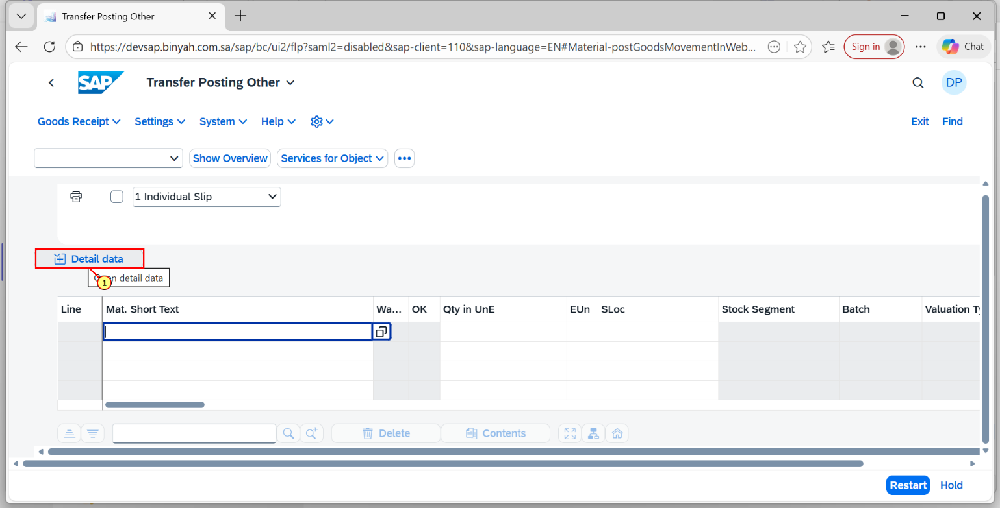 Transfer Posting Other
https://devsap.binyah.com.sa/sap/bc/ui2/flp?saml2=disabled&sap-client=110&sap-language=EN#Material-postGoodsMovementInWeb...
Sign in
Chat
SAP
Transfer Posting Other
DP
Goods Receipt
Settings
System
Help
Exit
Find
Show Overview
Services for Object
1 Individual Slip
Detail data
detail data
1
Line
Mat. Short Text
Wa...
OK
Qty in UnE
EUn
SLoc
Stock Segment
Batch
Valuation Ty
Delete
Contents
Restart
Hold